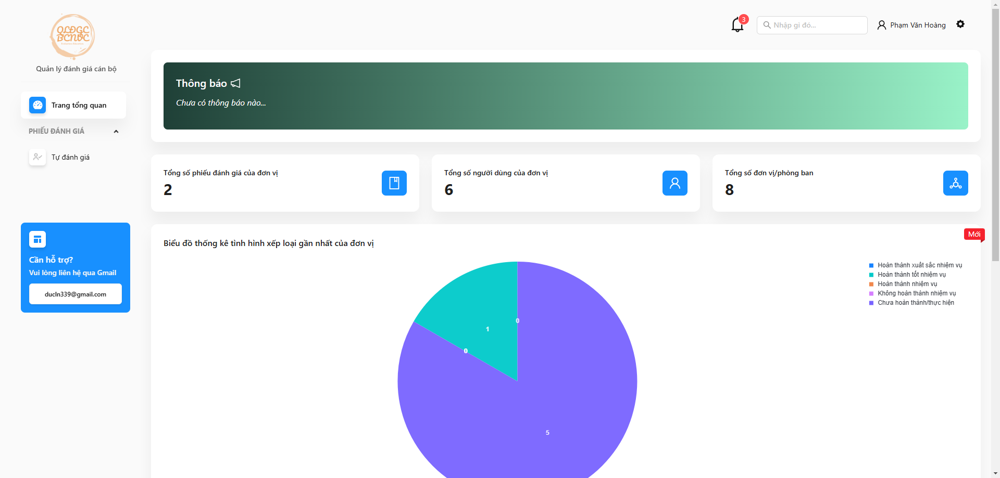 QLĐGC
BCNVC
Quản lý đánh giá cán bộ
Trang tổng quan
PHIẾU ĐÁNH GIÁ
Tự đánh giá
Cần hỗ trợ?
Vui lòng liên hệ qua Gmail
ducln339@gmail.com
3
Nhập gì đó...
Phạm Văn Hoàng
Thông báo
Chưa có thông báo nào...
Tổng số phiếu đánh giá của đơn vị
2
Tổng số người dùng của đơn vị
6
Tổng số đơn vị/phòng ban
8
Mới
Biểu đồ thống kê tình hình xếp loại gần nhất của đơn vị
Hoàn thành xuất sắc nhiệm vụ
Hoàn thành tốt nhiệm vụ
Hoàn thành nhiệm vụ
Không hoàn thành nhiệm vụ
Chưa hoàn thành/thực hiện
0
1
0
5